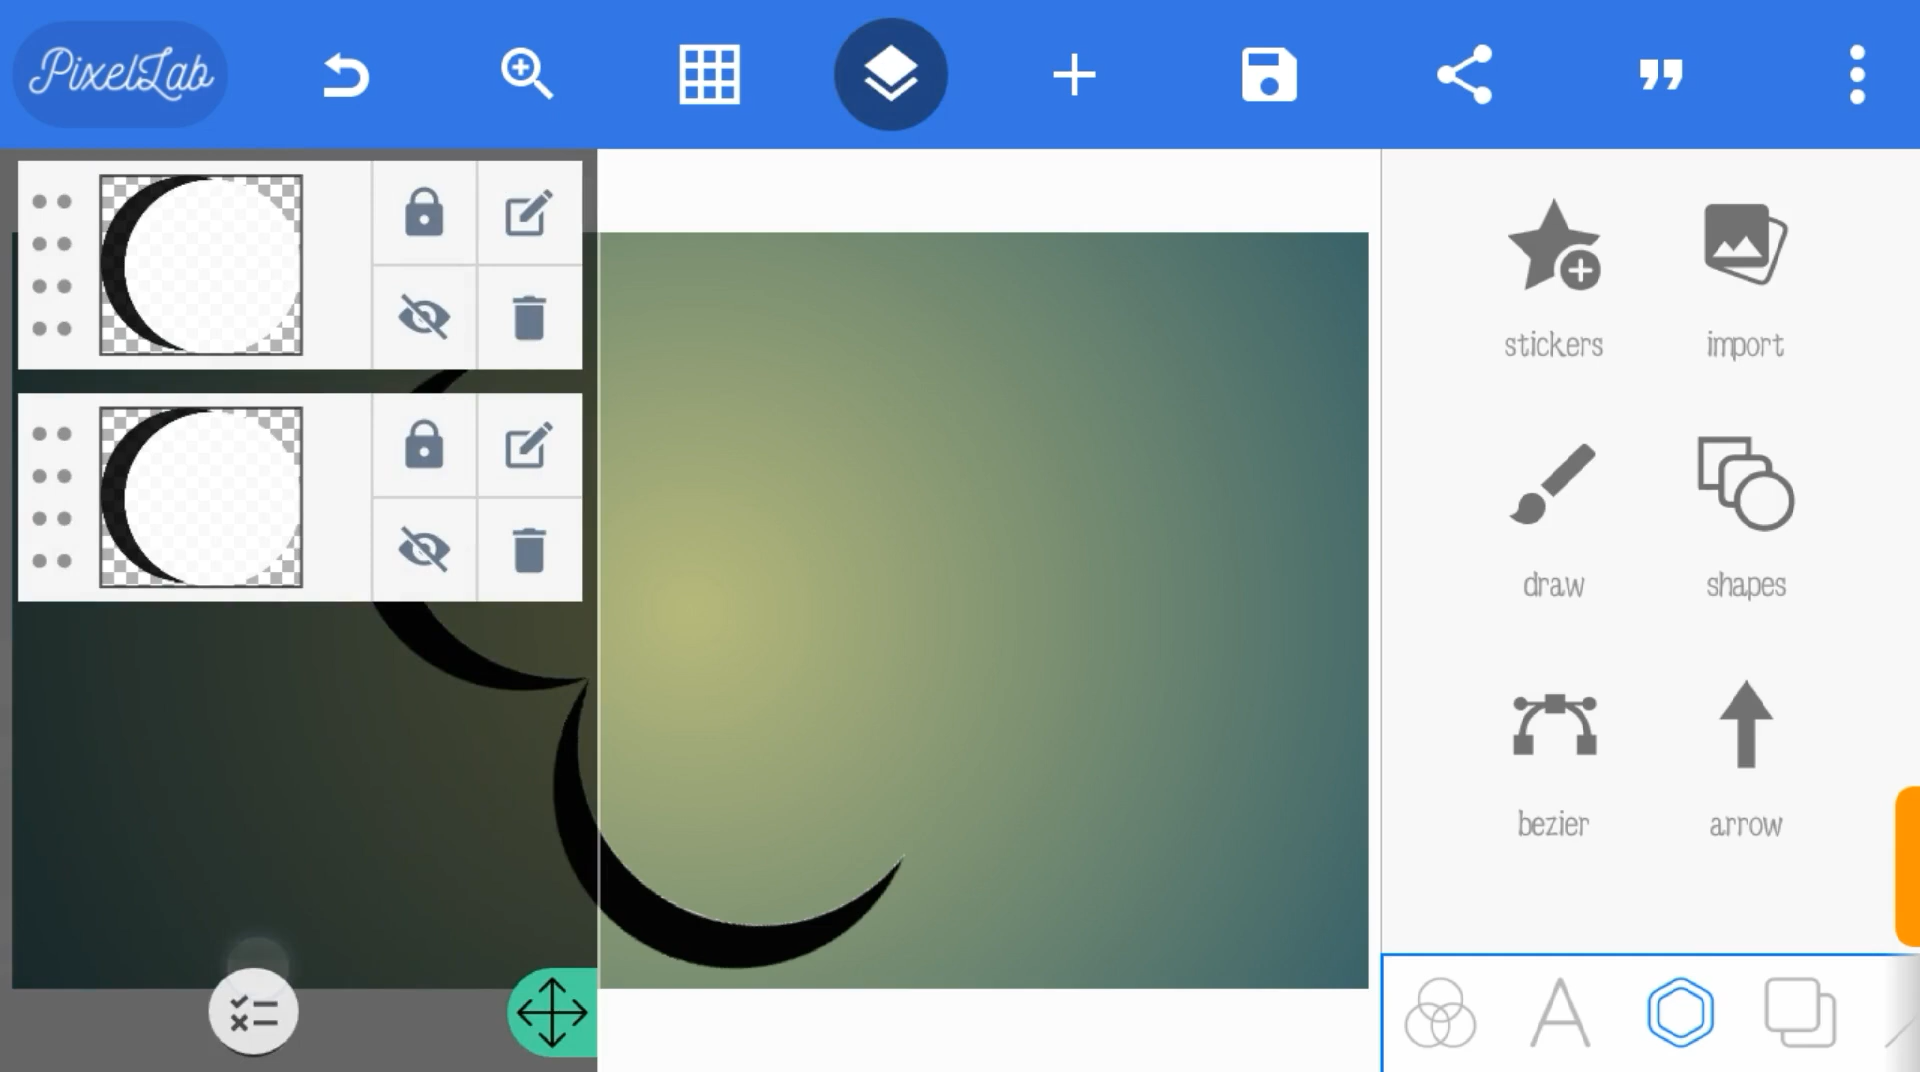 PixelLab
stickers
import
draw
shapes
bezier
arrow